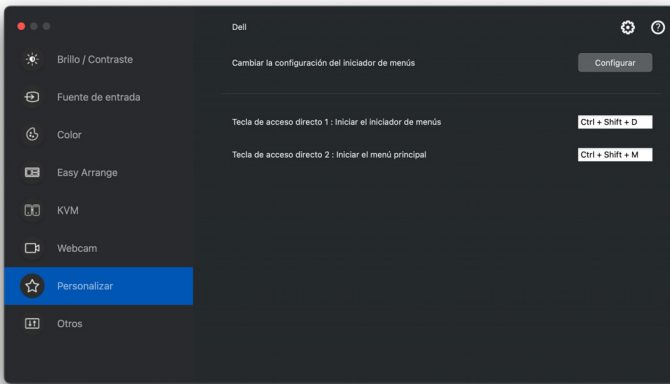 Dell
Brillo / Contraste
Cambiar la configuración del iniciador de menús
Configurar
Fuente de entrada
Tecla de acceso directo 1 : Iniciar el iniciador de menús
Ctrl + Shift + D
Color
Tecla de acceso directo 2 : Iniciar el menú principal
Ctrl + Shift + M
Easy Arrange
KVM
Webcam
Personalizar
Otros